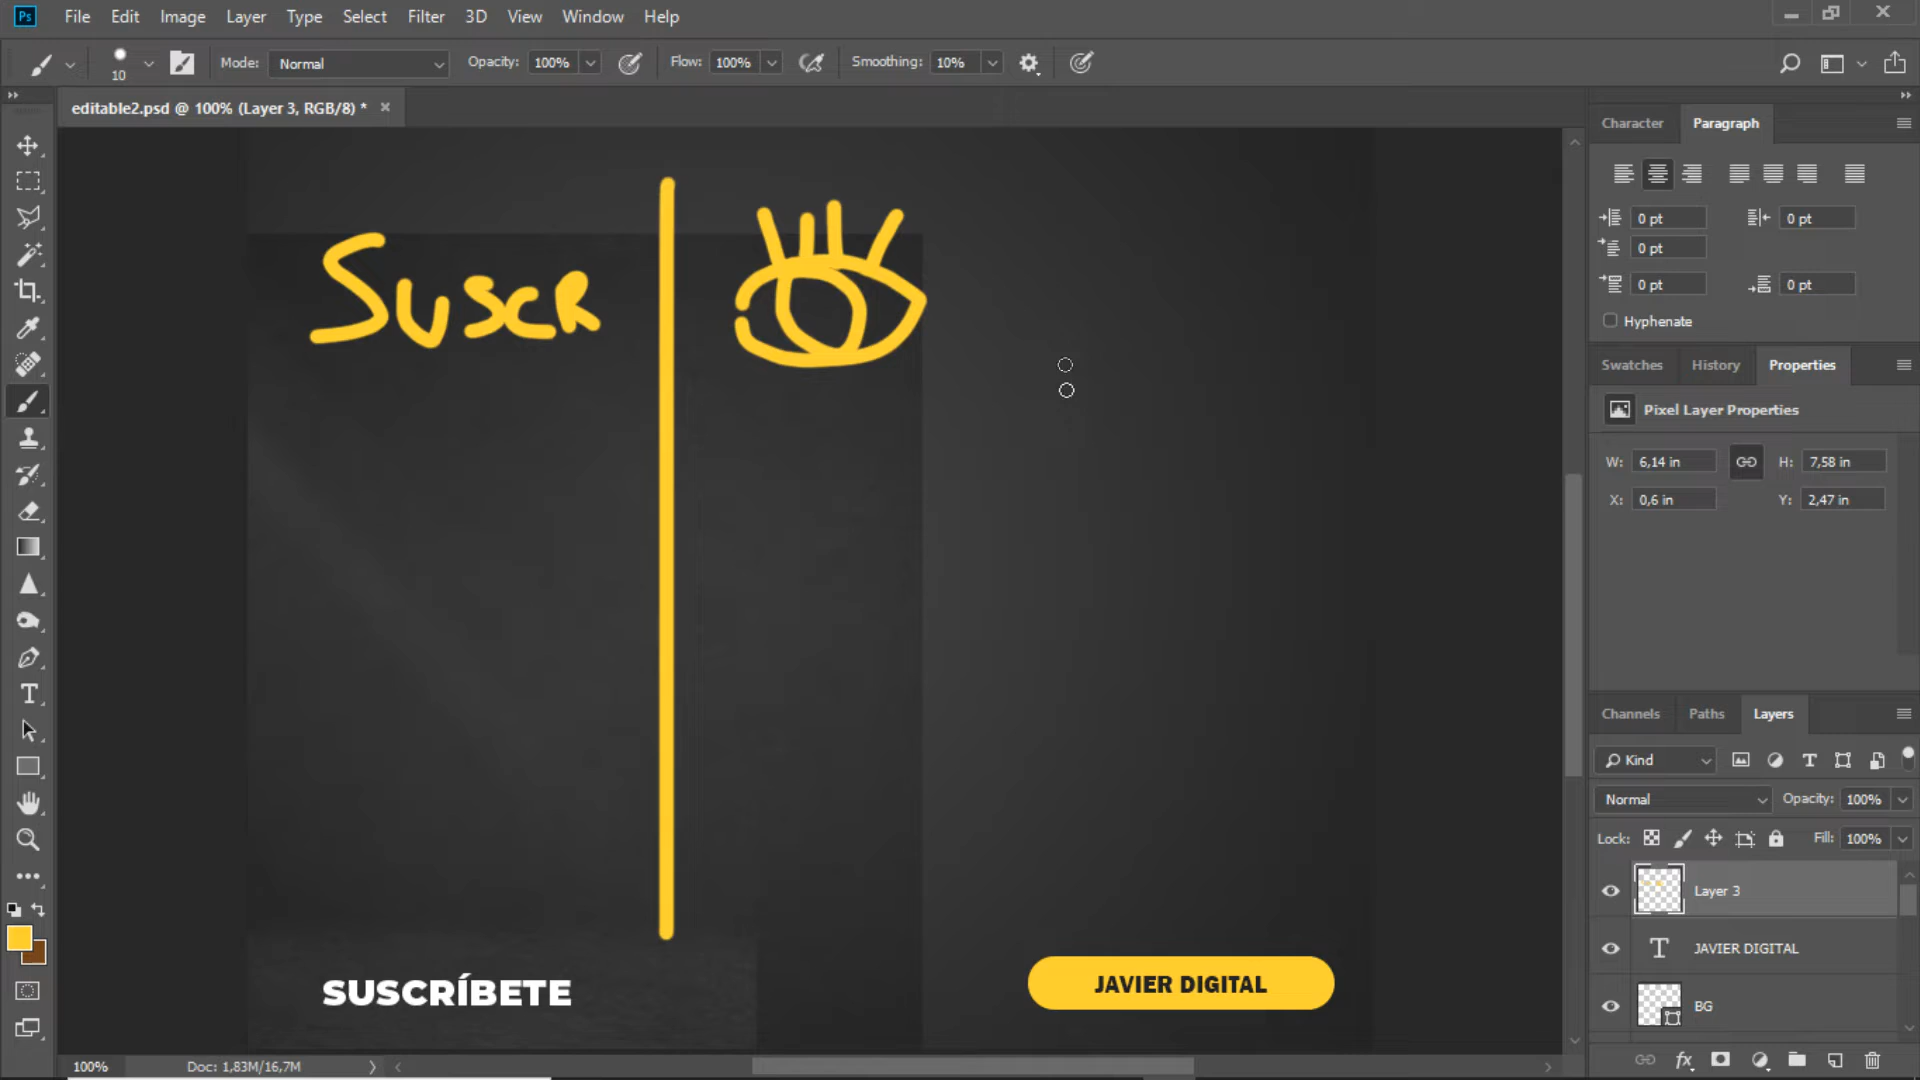 Ps File Edit Image Layer Type Select Filter 3D View Window Help
10 Mode: Normal Opacity: 100% Flow: 100% Smoothing: 10%
editable2.psd @ 100% (Layer 3, RGB/8) *
Character Paragraph
0 pt 0 pt
0 pt
0 pt 0 pt
Hyphenate
Swatches History Properties
Pixel Layer Properties
W: 6,14 in H: 7,58 in
X: 0,6 in Y: 2,47 in
Channels Paths Layers
Kind
Normal Opacity: 100%
Lock: Fill: 100%
Layer 3
JAVIER DIGITAL
BG
Suscr
SUSCRÍBETE
JAVIER DIGITAL
100% Doc: 1,83M/16,7M